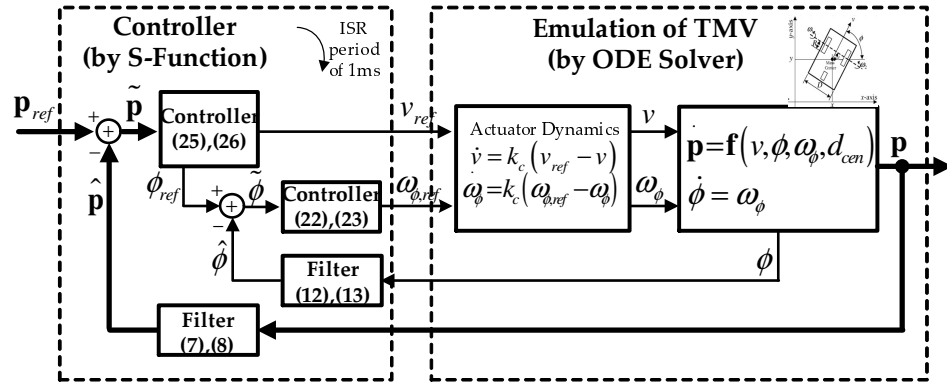 Controller
(by S-Function)
ISR
period
of 1ms
Emulation of TMV
(by ODE Solver)
y-axis
x-axis
v
ϕ
y
x
p_ref
+
−
p̃
p̂
Controller
(25),(26)
v_ref
ϕ_ref
+
−
ϕ̃
ϕ̂
Controller
(22),(23)
ω_ϕ,ref
Actuator Dynamics
v̇ = k_c (v_ref − v)
ω̇_ϕ = k_c (ω_ϕ,ref − ω_ϕ)
v
ω_ϕ
ṗ = f(v, ϕ, ω_ϕ, d_cen)
ϕ̇ = ω_ϕ
p
ϕ
Filter
(12),(13)
Filter
(7),(8)